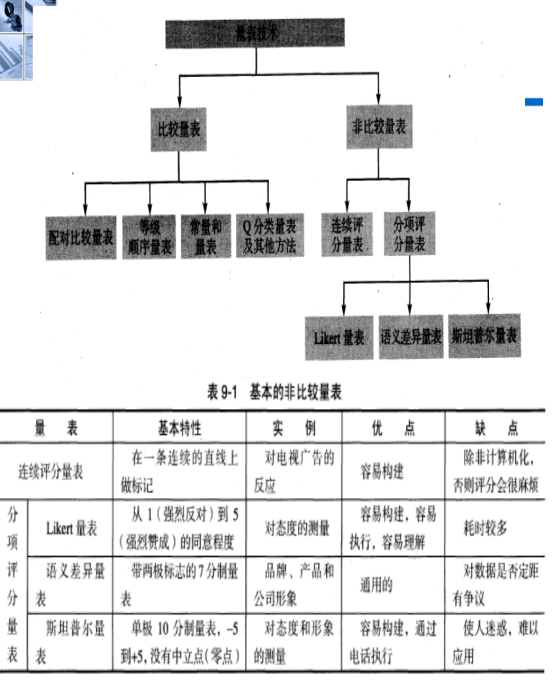 量表技术
比较量表
非比较量表
配对比较量表
等级
顺序量表
常量和
量表
Q 分类量表
及其他方法
连续评
分量表
分项评
分量表
Likert 量表
语义差异量表
斯坦普尔量表
表 9-1 基本的非比较量表
量 表 基本特性 实 例 优 点 缺 点
连续评分量表
在一条连续的直线上
做标记
对电视广告的
反应
容易构建
除非计算机化，
否则评分会很麻烦
分项评分量表
Likert 量表
从 1（强烈反对）到 5
（强烈赞成）的同意程度
对态度的测量
容易构建，容易
执行，容易理解
耗时较多
语义差异量
表
带两极标志的 7 分制量
表
品牌、产品和
公司形象
通用的
对数据是否定距
有争议
斯坦普尔量
表
单极 10 分制量表，–5
到+5，没有中立点（零点）
对态度和形象
的测量
容易构建，通过
电话执行
使人迷惑，难以
应用